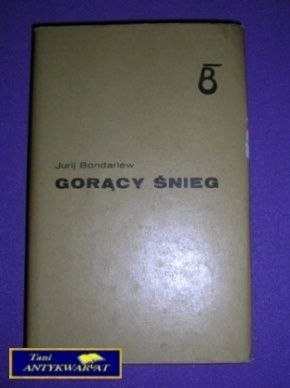 B
Jurij Bondariew
GORĄCY ŚNIEG
Tani
ANTYKWARIAT